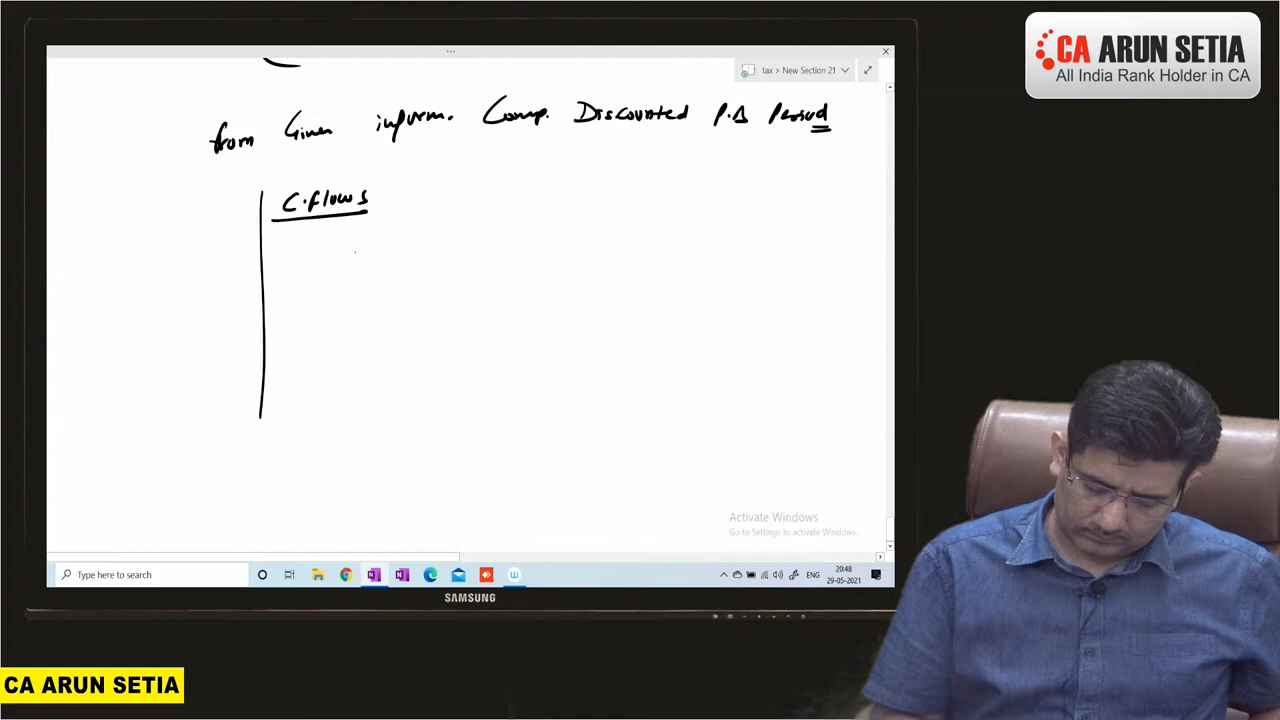 CA ARUN SETIA
All India Rank Holder in CA
tax > New Section 21
from Given inform. Comp. Discounted P.B Period
C.flows
Activate Windows
Go to Settings to activate Windows.
Type here to search
ENG
20:48
29-05-2021
SAMSUNG
CA ARUN SETIA